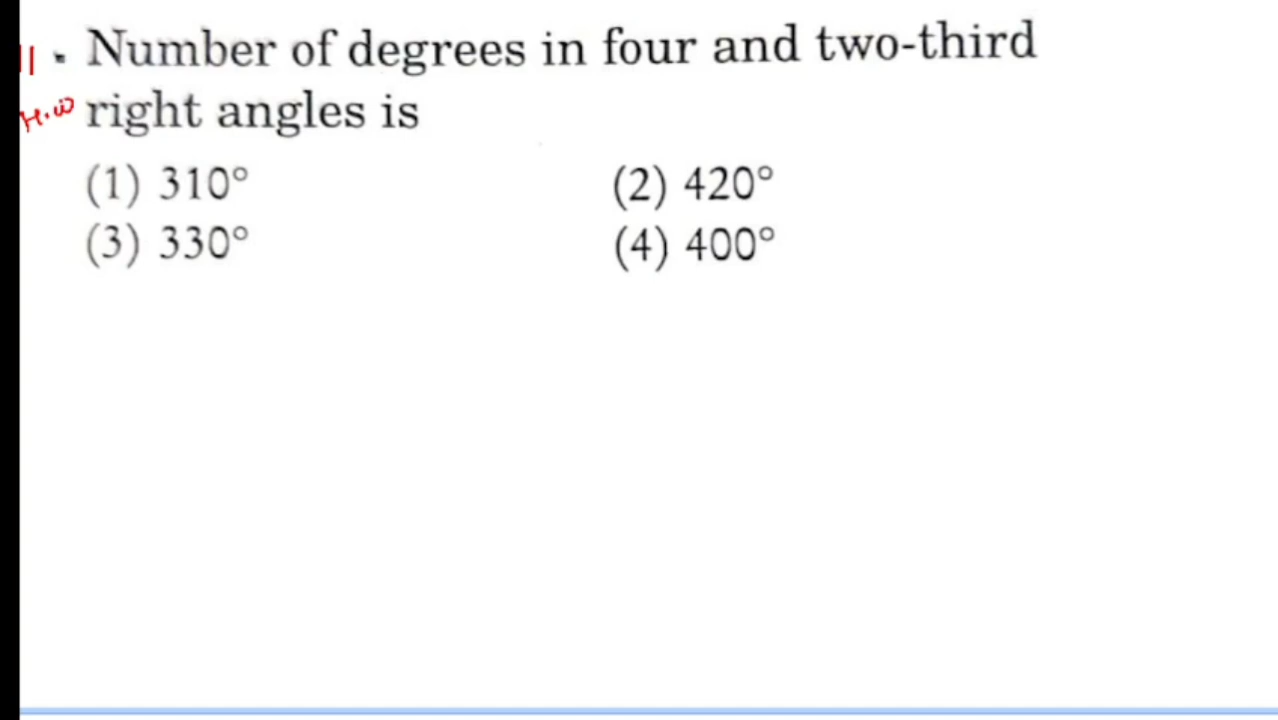 11. Number of degrees in four and two-third
H.W right angles is
(1) 310° (2) 420°
(3) 330° (4) 400°